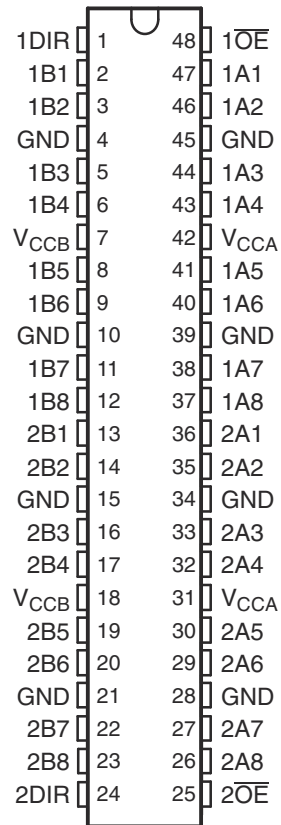 1DIR 1 48 1O̅E̅
1B1 2 47 1A1
1B2 3 46 1A2
GND 4 45 GND
1B3 5 44 1A3
1B4 6 43 1A4
VCCB 7 42 VCCA
1B5 8 41 1A5
1B6 9 40 1A6
GND 10 39 GND
1B7 11 38 1A7
1B8 12 37 1A8
2B1 13 36 2A1
2B2 14 35 2A2
GND 15 34 GND
2B3 16 33 2A3
2B4 17 32 2A4
VCCB 18 31 VCCA
2B5 19 30 2A5
2B6 20 29 2A6
GND 21 28 GND
2B7 22 27 2A7
2B8 23 26 2A8
2DIR 24 25 2O̅E̅